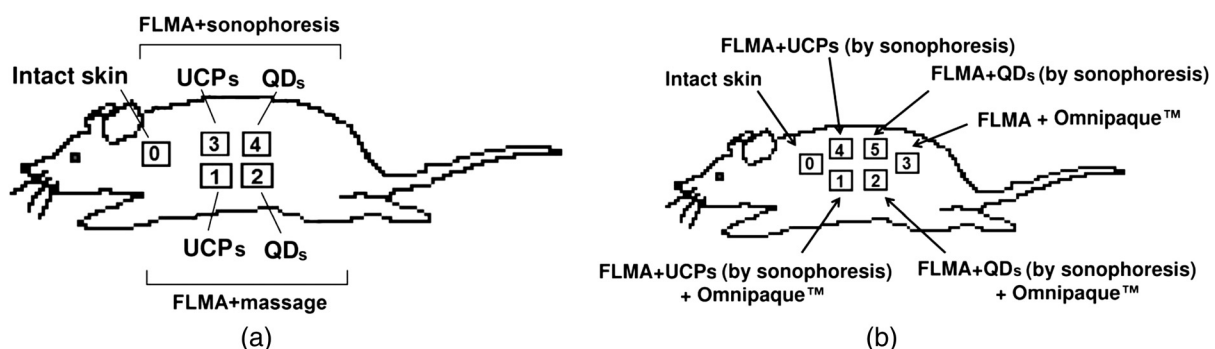 FLMA+sonophoresis
Intact skin
UCPs
QDs
0
3
4
1
2
UCPs
QDs
FLMA+massage
(a)
FLMA+UCPs (by sonophoresis)
Intact skin
FLMA+QDs (by sonophoresis)
FLMA + Omnipaque™
4
5
0
3
1
2
FLMA+UCPs (by sonophoresis)
+ Omnipaque™
FLMA+QDs (by sonophoresis)
+ Omnipaque™
(b)